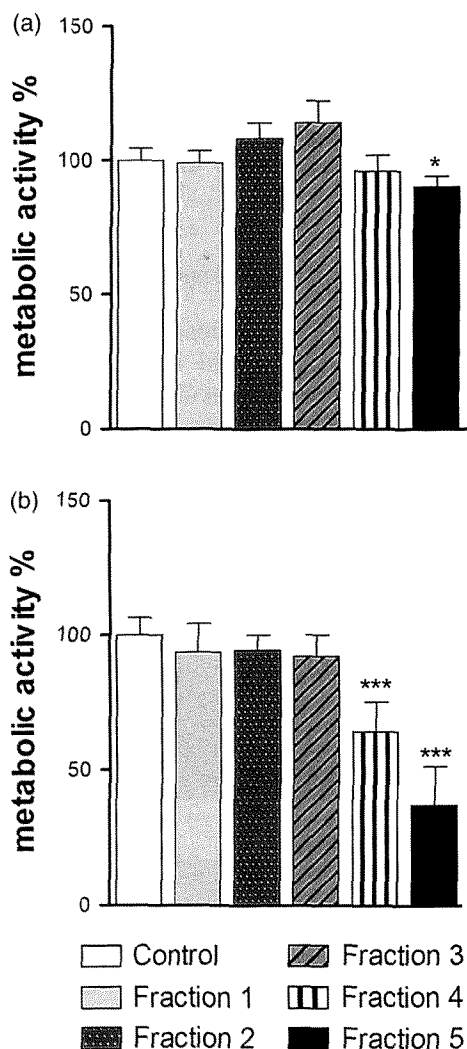 (a)
150
100
50
0
metabolic activity %
*
(b)
150
100
50
0
metabolic activity %
***
***
Control
Fraction 3
Fraction 1
Fraction 4
Fraction 2
Fraction 5